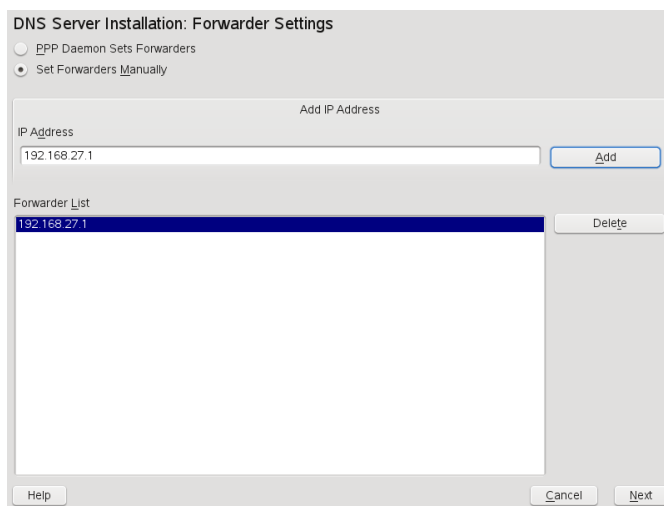 DNS Server Installation: Forwarder Settings
PPP Daemon Sets Forwarders
Set Forwarders Manually
Add IP Address
IP Address
192.168.27.1
Add
Forwarder List
192.168.27.1
Delete
Help
Cancel
Next